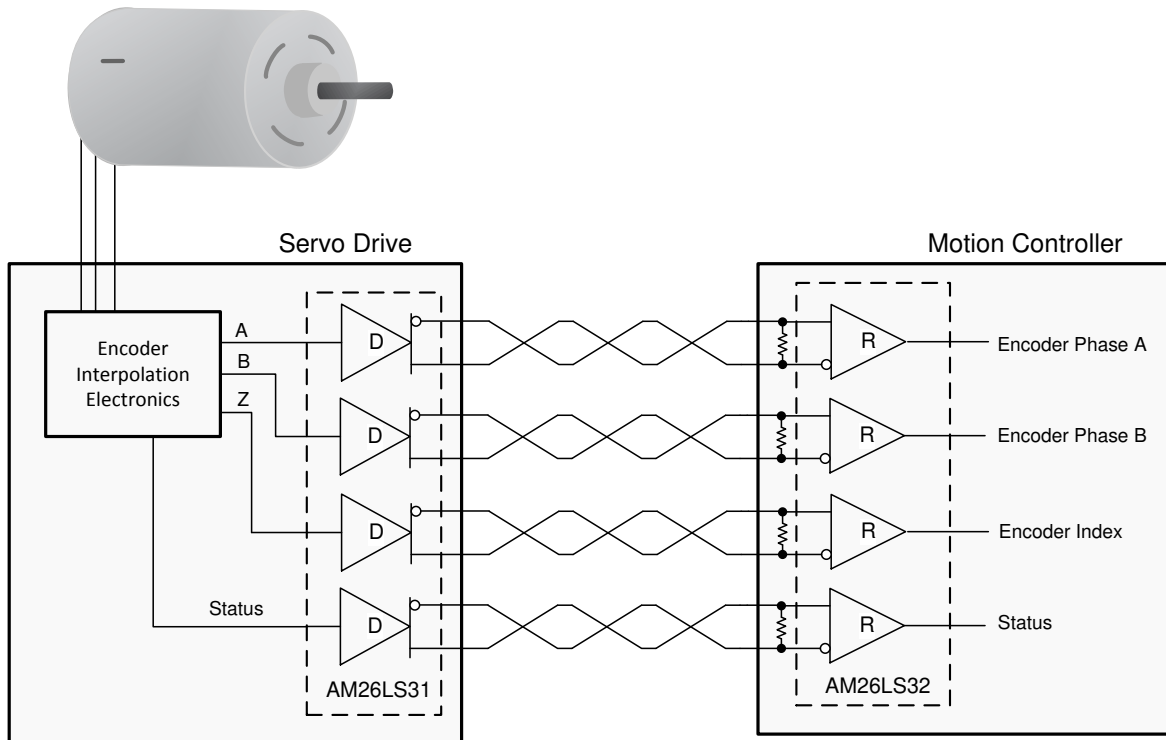 Servo Drive
Motion Controller
Encoder
Interpolation
Electronics
A
B
Z
Status
D
D
D
D
AM26LS31
R
R
R
R
AM26LS32
Encoder Phase A
Encoder Phase B
Encoder Index
Status